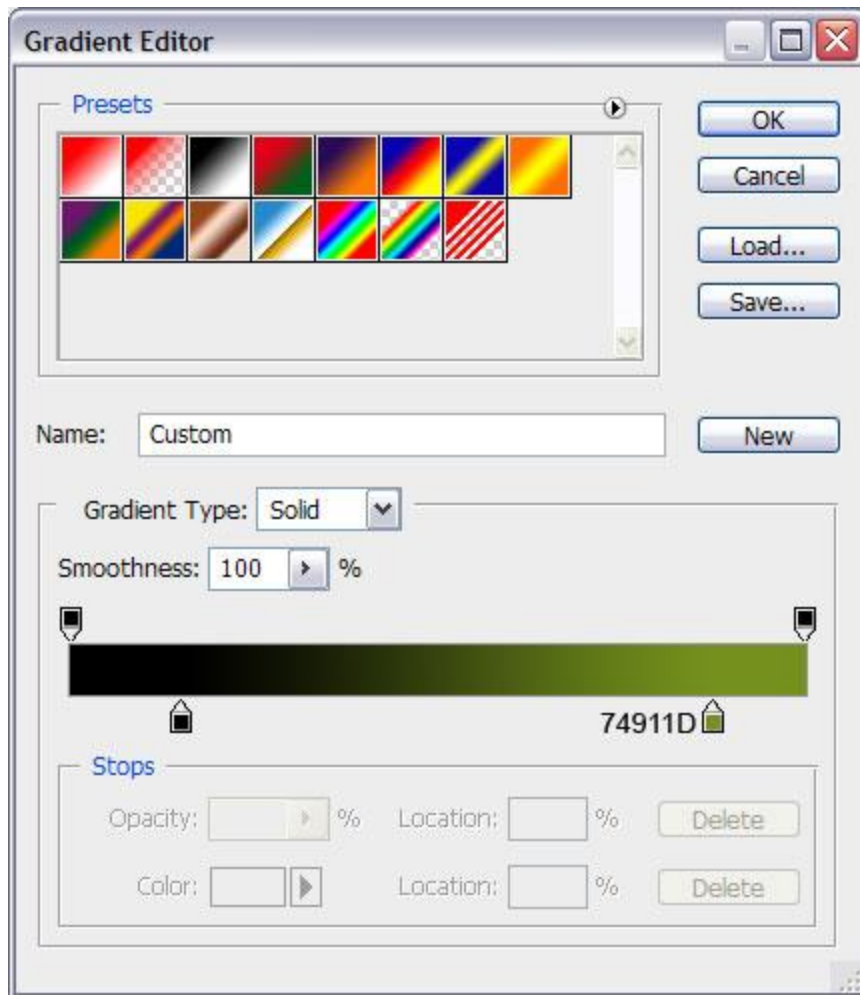 Gradient Editor
Presets
OK
Cancel
Load...
Save...
Name: Custom
New
Gradient Type: Solid
Smoothness: 100 %
74911D
Stops
Opacity: % Location: % Delete
Color: Location: % Delete